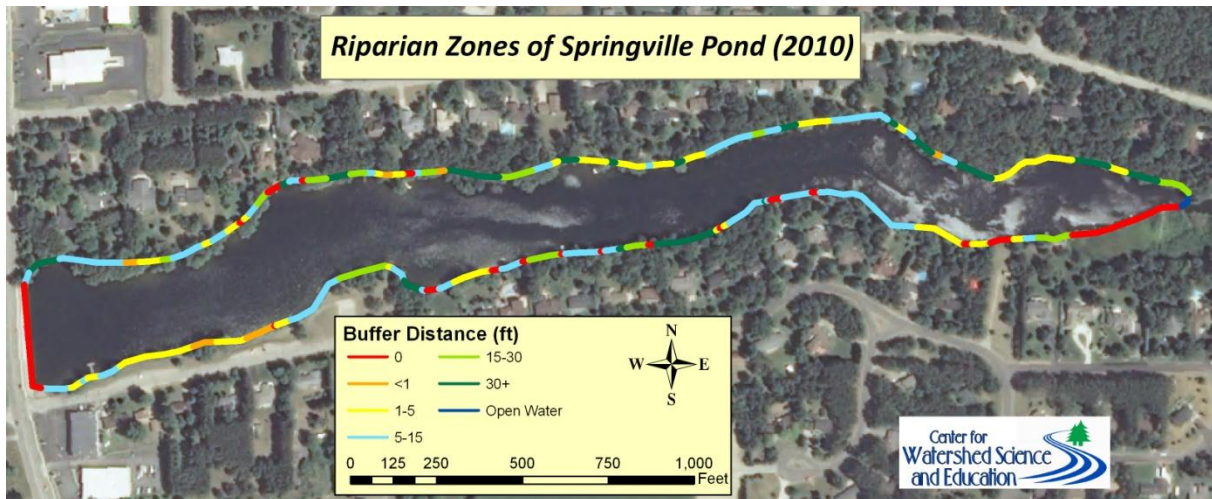 Riparian Zones of Springville Pond (2010)
Buffer Distance (ft)
0
<1
1-5
5-15
15-30
30+
Open Water
N
W E
S
0 125 250 500 750 1,000
Feet
Center for
Watershed Science
and Education